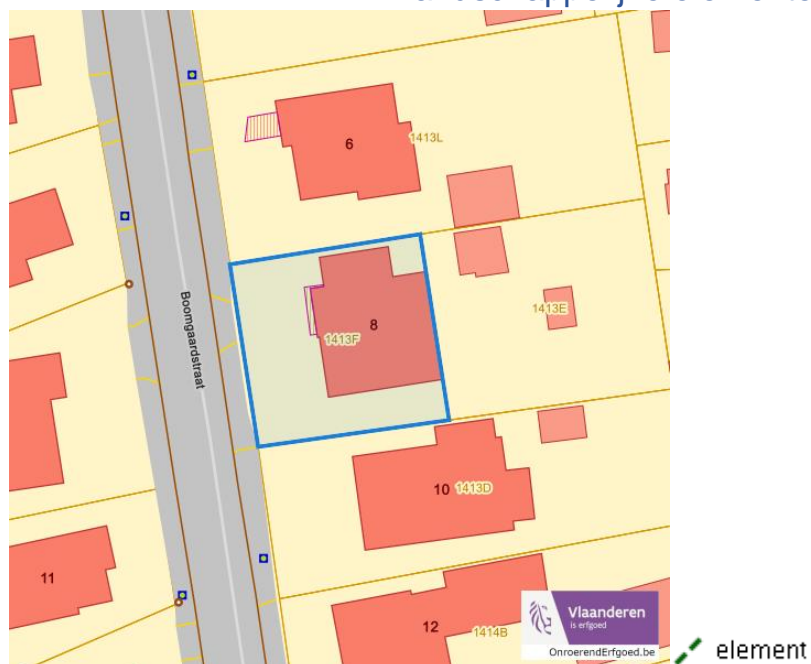 6
1413L
Boomgaardstraat
8
1413F
1413E
10
1413D
11
12
1414B
Vlaanderen
is erfgoed
OnroerendErfgoed.be
element